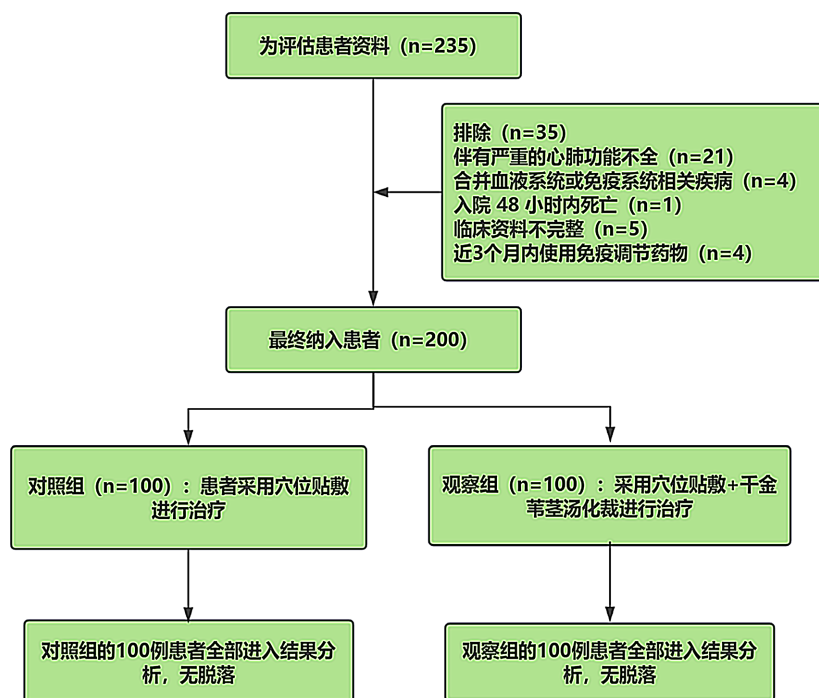 为评估患者资料（n=235）
排除（n=35）
伴有严重的心肺功能不全（n=21）
合并血液系统或免疫系统相关疾病（n=4）
入院 48 小时内死亡（n=1）
临床资料不完整（n=5）
近3个月内使用免疫调节药物（n=4）
最终纳入患者（n=200）
对照组（n=100）：患者采用穴位贴敷
进行治疗
观察组（n=100）：采用穴位贴敷+千金
苇茎汤化裁进行治疗
对照组的100例患者全部进入结果分
析，无脱落
观察组的100例患者全部进入结果分
析，无脱落